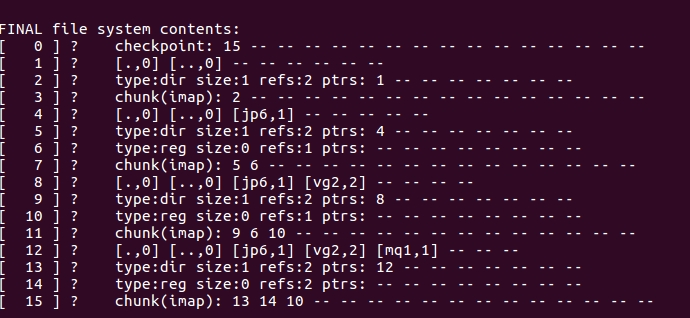 FINAL file system contents:
[   0 ] ?    checkpoint: 15 -- -- -- -- -- -- -- -- -- -- -- -- -- -- --
[   1 ] ?    [.,0] [..,0] -- -- -- -- -- --
[   2 ] ?    type:dir size:1 refs:2 ptrs: 1 -- -- -- -- -- -- --
[   3 ] ?    chunk(imap): 2 -- -- -- -- -- -- -- -- -- -- -- -- -- -- --
[   4 ] ?    [.,0] [..,0] [jp6,1] -- -- -- -- --
[   5 ] ?    type:dir size:1 refs:2 ptrs: 4 -- -- -- -- -- -- --
[   6 ] ?    type:reg size:0 refs:1 ptrs: -- -- -- -- -- -- -- --
[   7 ] ?    chunk(imap): 5 6 -- -- -- -- -- -- -- -- -- -- -- -- -- --
[   8 ] ?    [.,0] [..,0] [jp6,1] [vg2,2] -- -- -- --
[   9 ] ?    type:dir size:1 refs:2 ptrs: 8 -- -- -- -- -- -- --
[  10 ] ?    type:reg size:0 refs:1 ptrs: -- -- -- -- -- -- -- --
[  11 ] ?    chunk(imap): 9 6 10 -- -- -- -- -- -- -- -- -- -- -- -- --
[  12 ] ?    [.,0] [..,0] [jp6,1] [vg2,2] [mq1,1] -- -- --
[  13 ] ?    type:dir size:1 refs:2 ptrs: 12 -- -- -- -- -- -- --
[  14 ] ?    type:reg size:0 refs:2 ptrs: -- -- -- -- -- -- -- --
[  15 ] ?    chunk(imap): 13 14 10 -- -- -- -- -- -- -- -- -- -- -- -- --